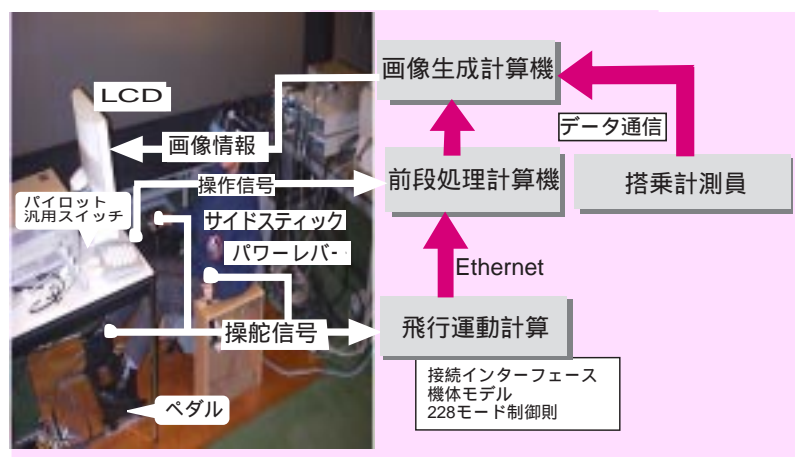 画像生成計算機
LCD
データ通信
画像情報
操作信号
前段処理計算機
搭乗計測員
パイロット
汎用スイッチ
サイドスティック
パワーレバ-
Ethernet
操舵信号
飛行運動計算
接続インターフェース
機体モデル
228モード制御則
ペダル